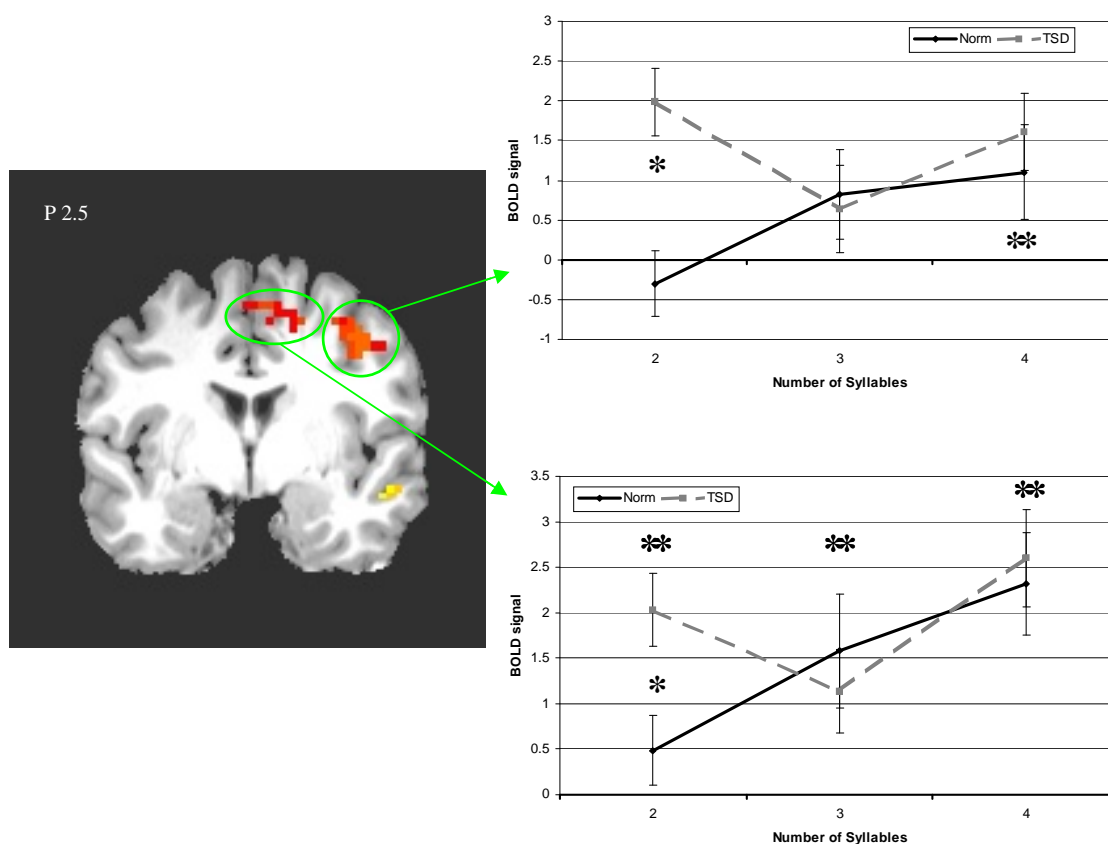 P 2.5
Norm TSD
3
2.5
2
1.5
1
0.5
0
-0.5
-1
BOLD signal
*
**
2 3 4
Number of Syllables
Norm TSD
3.5
3
2.5
2
1.5
1
0.5
0
BOLD signal
** ** **
*
2 3 4
Number of Syllables